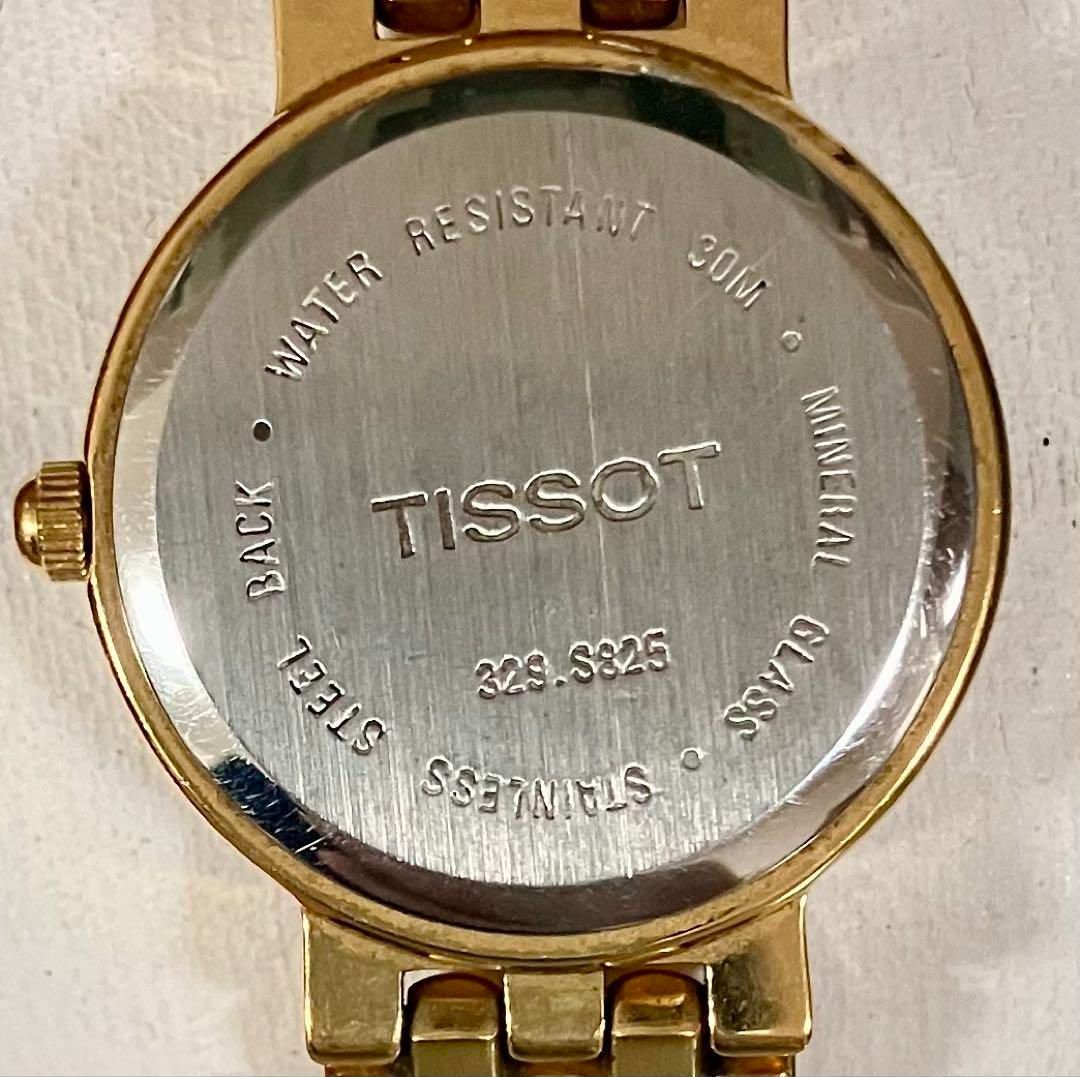 • WATER RESISTANT 30M • MINERAL GLASS • STAINLESS STEEL BACK
TISSOT
329.S825